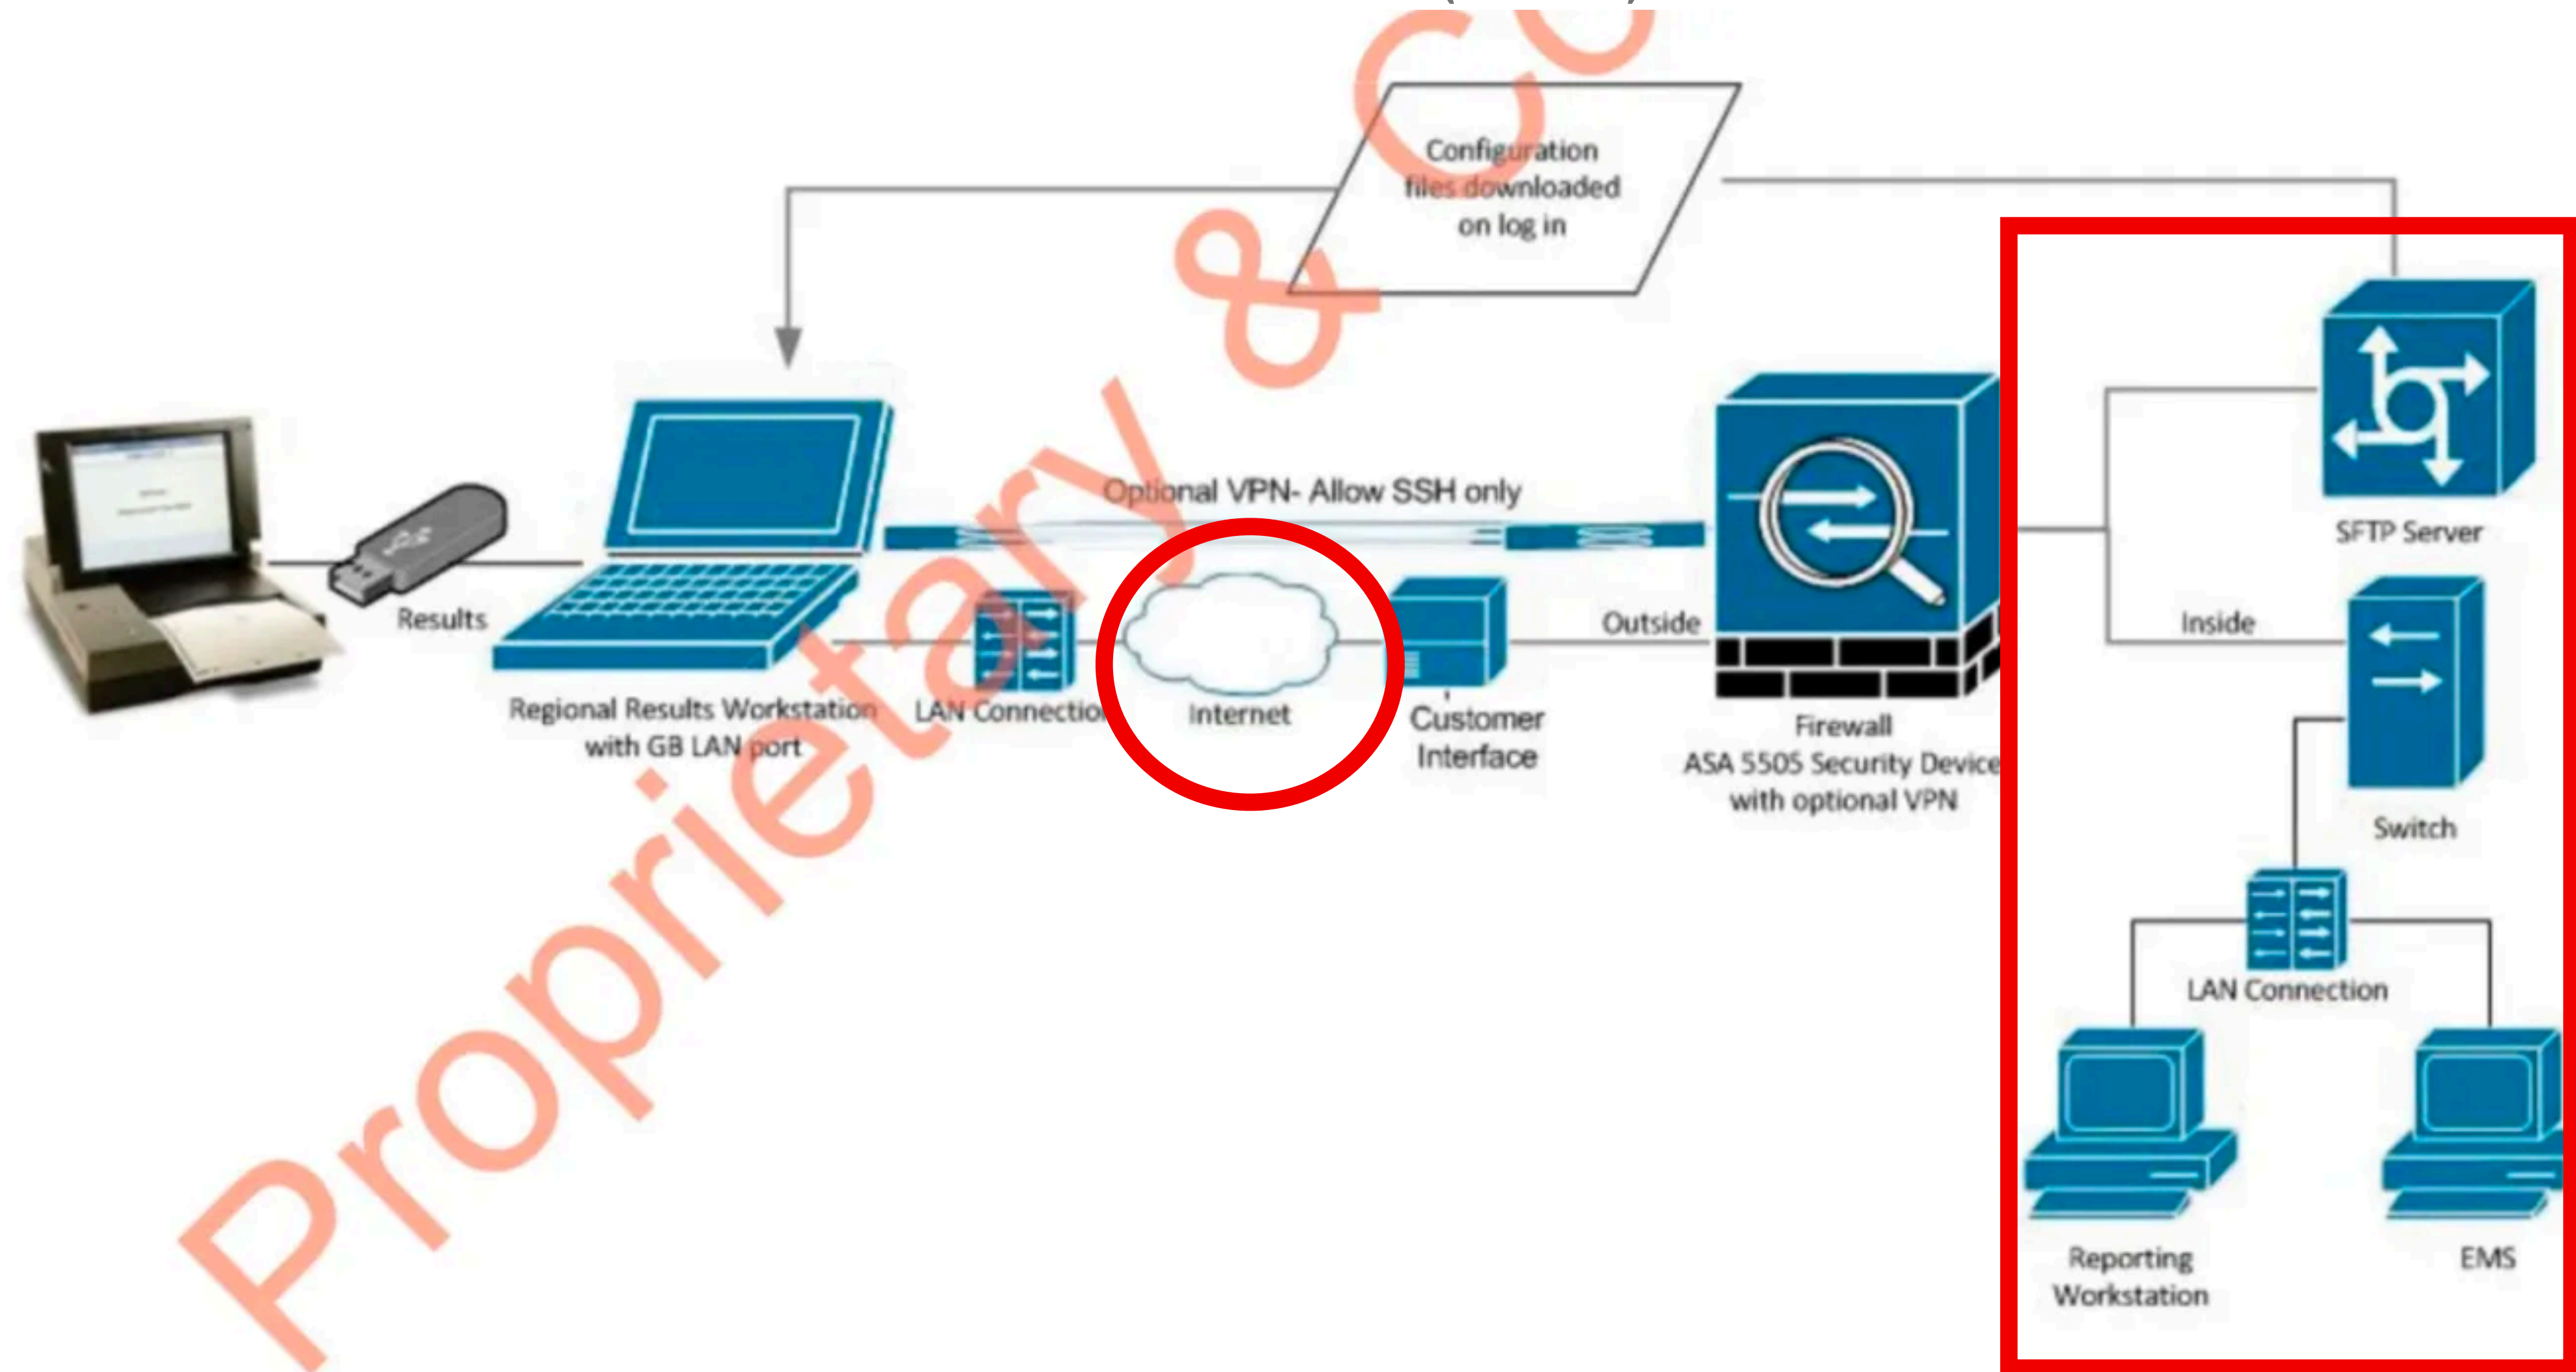 Configuration
files downloaded
on log in
Optional VPN- Allow SSH only
Results
Regional Results Workstation
with GB LAN port
LAN Connection
Internet
Customer
Interface
Outside
Firewall
ASA 5505 Security Device
with optional VPN
SFTP Server
Inside
Switch
LAN Connection
Reporting
Workstation
EMS
Proprietary & Co